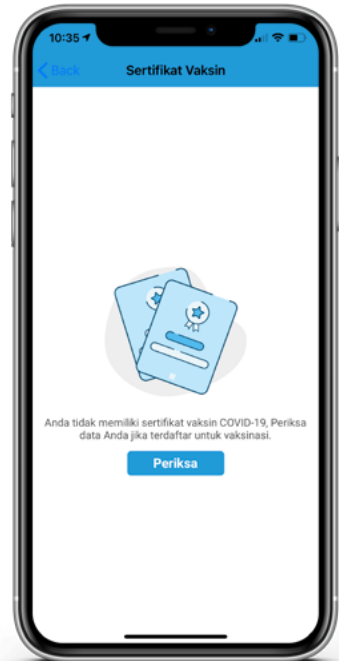 10:35
Back
Sertifikat Vaksin
Anda tidak memiliki sertifikat vaksin COVID-19, Periksa
data Anda jika terdaftar untuk vaksinasi.
Periksa